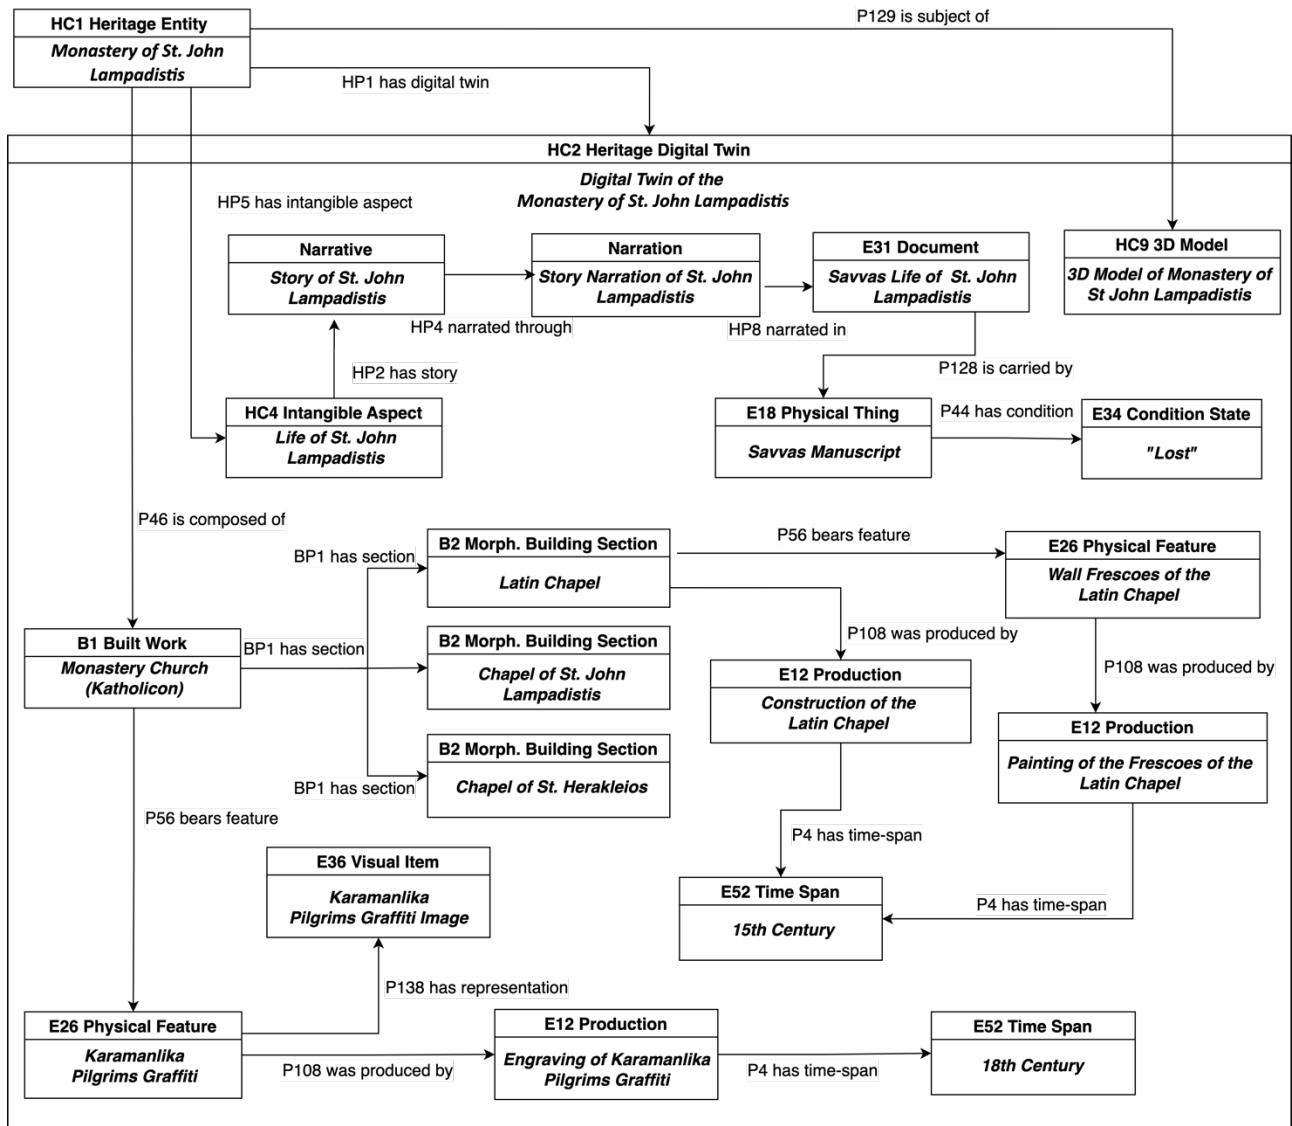 HC1 Heritage Entity
Monastery of St. John
Lampadistis
P129 is subject of
HP1 has digital twin
HC2 Heritage Digital Twin
Digital Twin of the
Monastery of St. John Lampadistis
HP5 has intangible aspect
Narrative
Story of St. John
Lampadistis
Narration
Story Narration of St. John
Lampadistis
E31 Document
Savvas Life of St. John
Lampadistis
HC9 3D Model
3D Model of Monastery of
St John Lampadistis
HP4 narrated through
HP8 narrated in
HP2 has story
P128 is carried by
HC4 Intangible Aspect
Life of St. John
Lampadistis
E18 Physical Thing
Savvas Manuscript
P44 has condition
E34 Condition State
"Lost"
P46 is composed of
BP1 has section
B2 Morph. Building Section
Latin Chapel
P56 bears feature
E26 Physical Feature
Wall Frescoes of the
Latin Chapel
B1 Built Work
Monastery Church
(Katholicon)
BP1 has section
B2 Morph. Building Section
Chapel of St. John
Lampadistis
P108 was produced by
P108 was produced by
E12 Production
Construction of the
Latin Chapel
E12 Production
Painting of the Frescoes of the
Latin Chapel
BP1 has section
B2 Morph. Building Section
Chapel of St. Herakleios
P56 bears feature
P4 has time-span
E36 Visual Item
Karamanlika
Pilgrims Graffiti Image
E52 Time Span
15th Century
P4 has time-span
P138 has representation
E26 Physical Feature
Karamanlika
Pilgrims Graffiti
P108 was produced by
E12 Production
Engraving of Karamanlika
Pilgrims Graffiti
P4 has time-span
E52 Time Span
18th Century